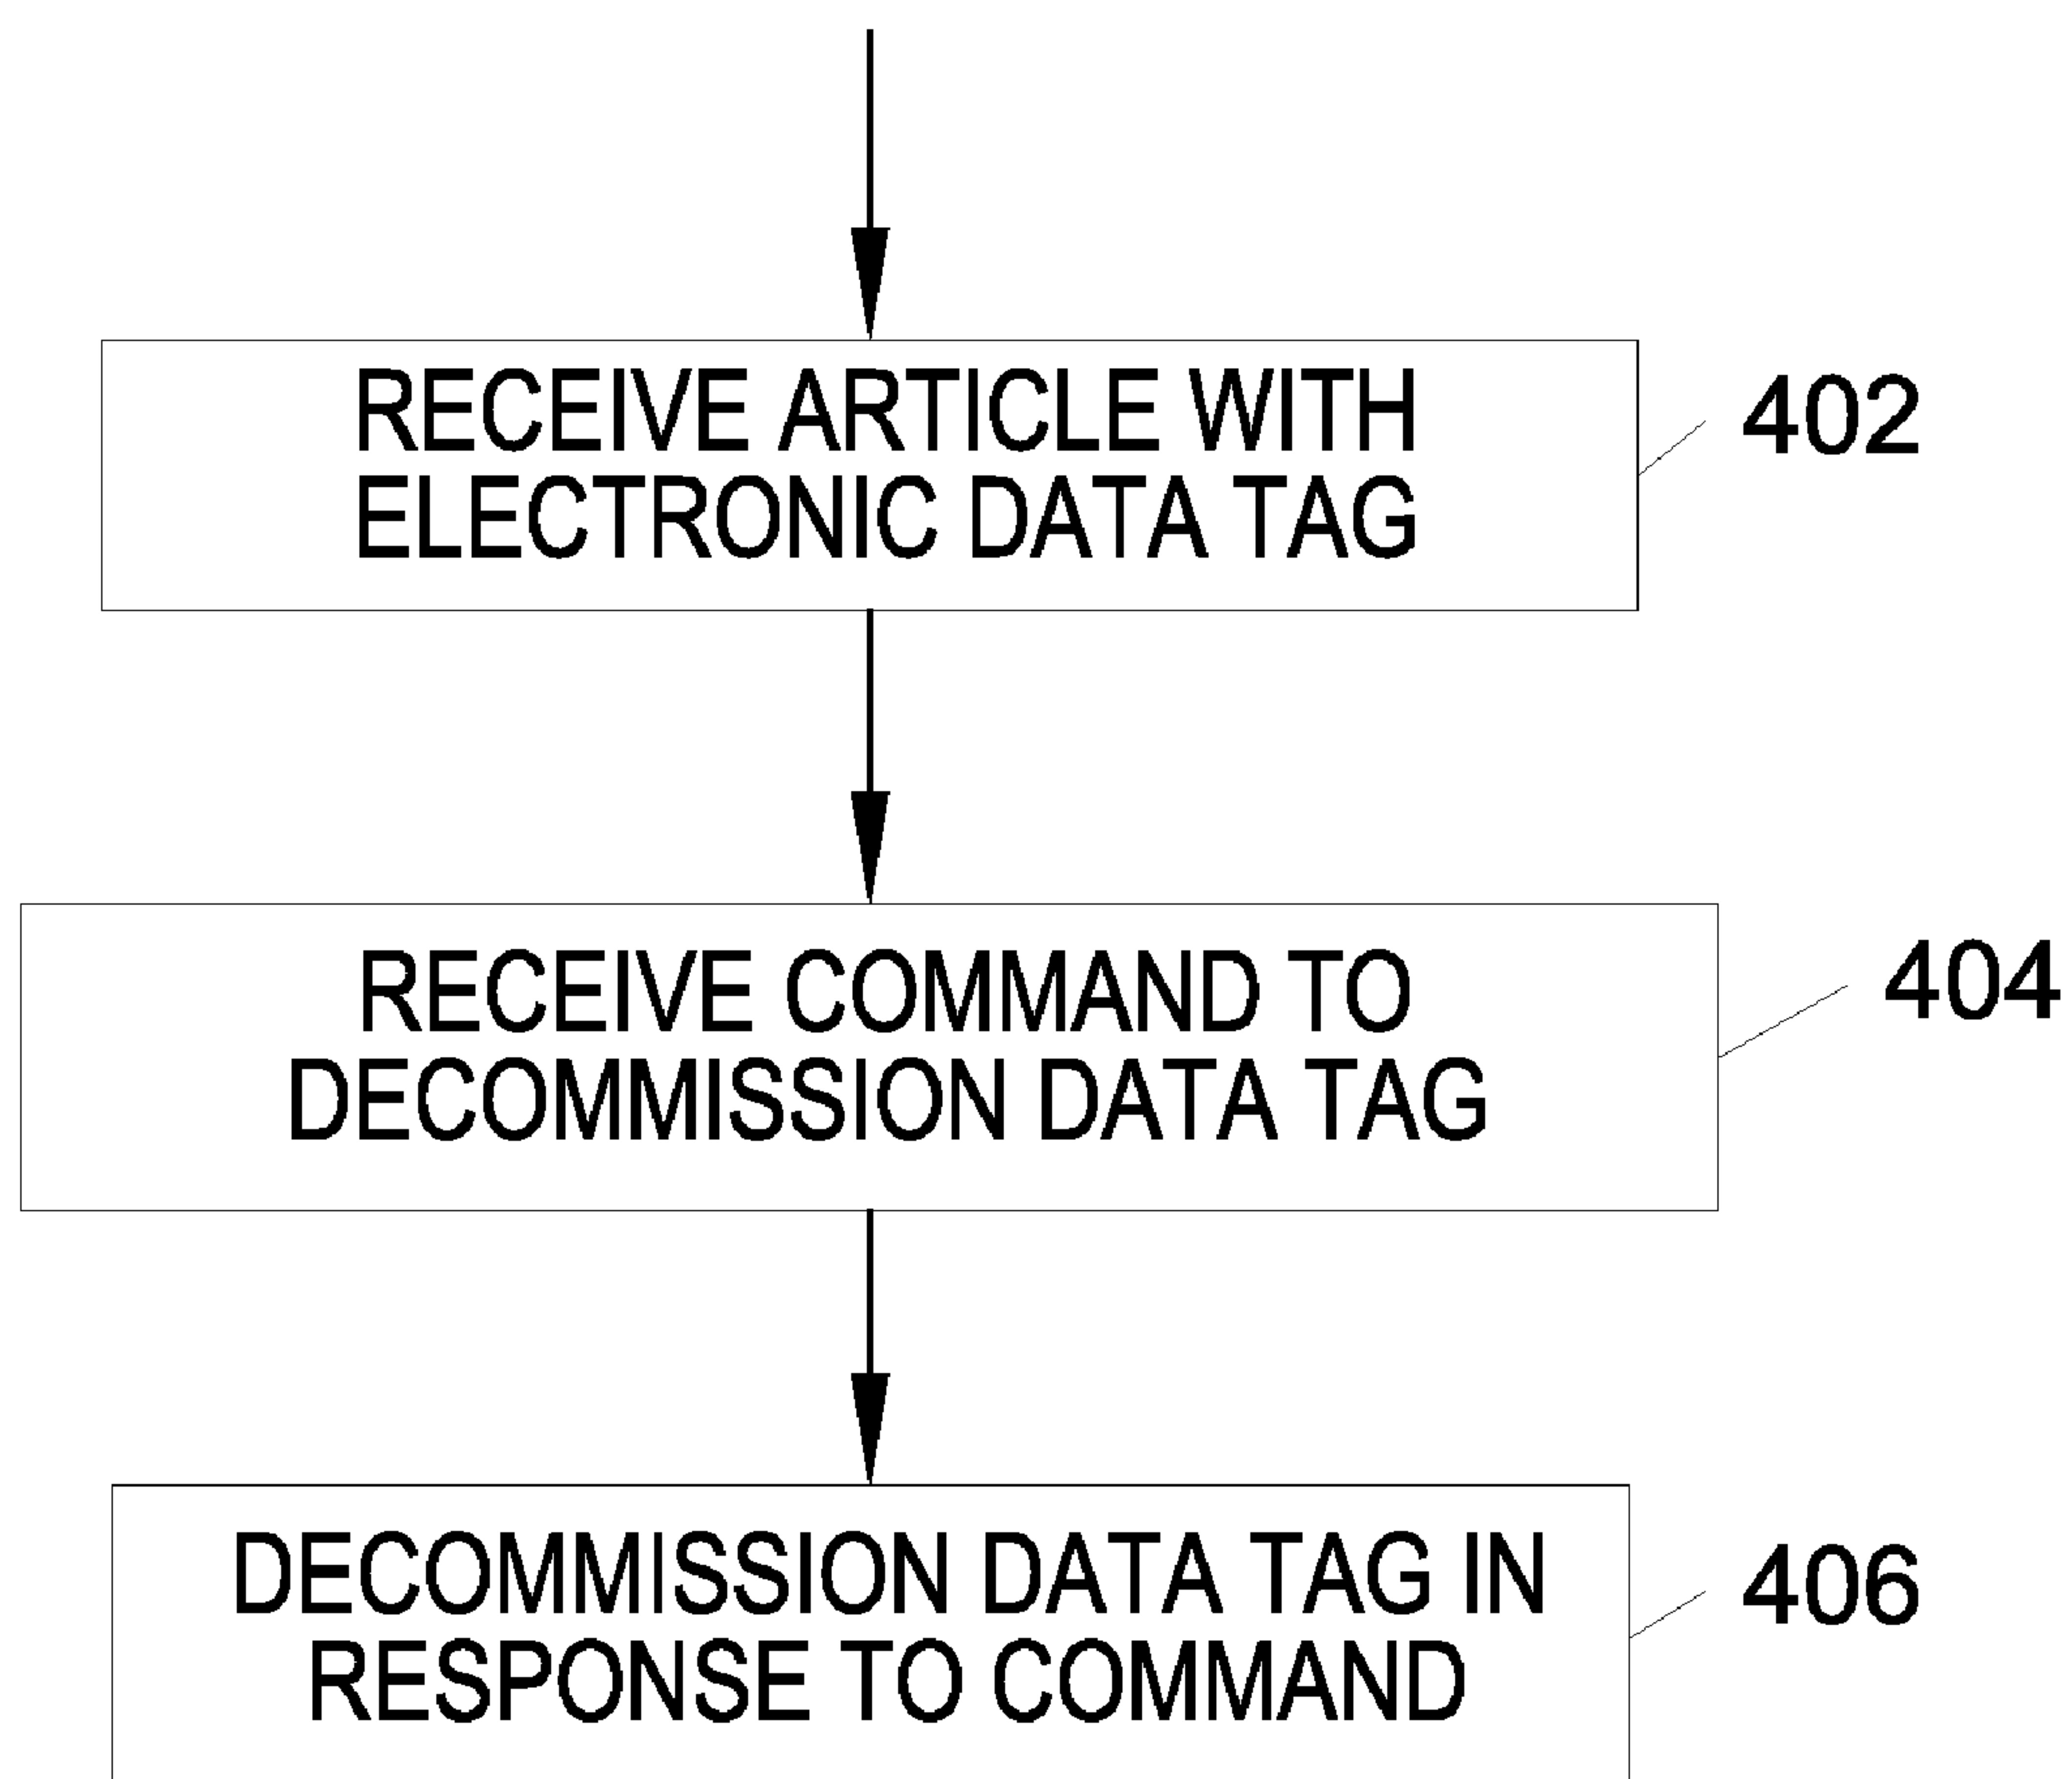 RECEIVE ARTICLE WITH
ELECTRONIC DATA TAG
402
RECEIVE COMMAND TO
DECOMMISSION DATA TAG
404
DECOMMISSION DATA TAG IN
RESPONSE TO COMMAND
406